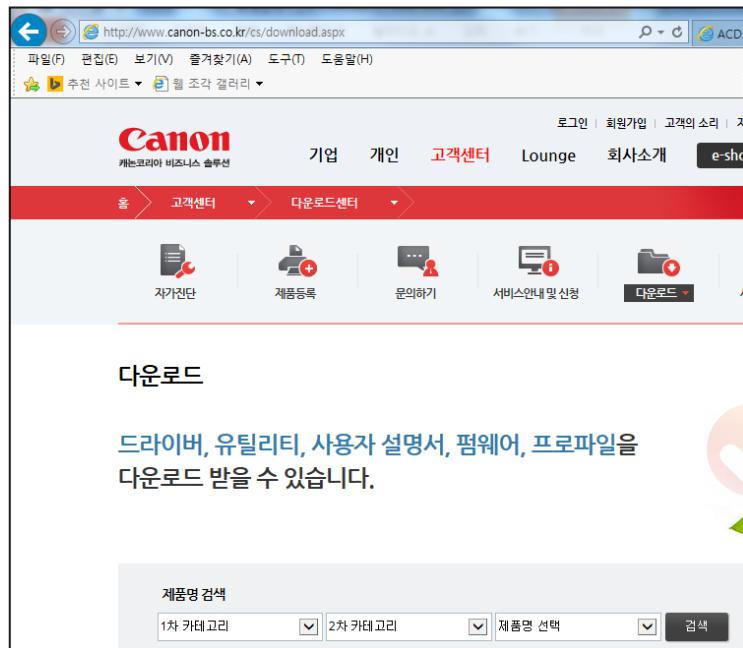 http://www.canon-bs.co.kr/cs/download.aspx
ACD
파일(F) 편집(E) 보기(V) 즐겨찾기(A) 도구(T) 도움말(H)
추천 사이트 웹 조각 갤러리
로그인 회원가입 고객의 소리
Canon
캐논코리아 비즈니스 솔루션
기업 개인 고객센터 Lounge 회사소개 e-sho
홈 고객센터 다운로드센터
자가진단 제품등록 문의하기 서비스안내 및 신청 다운로드
다운로드
드라이버, 유틸리티, 사용자 설명서, 펌웨어, 프로파일을
다운로드 받을 수 있습니다.
제품명 검색
1차 카테고리 2차 카테고리 제품명 선택 검색